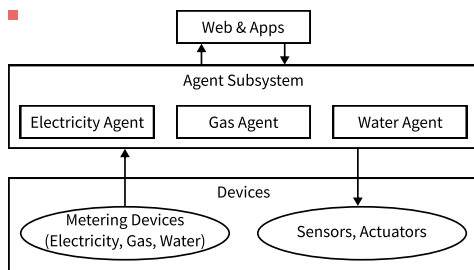 Web & Apps
Agent Subsystem
Electricity Agent
Gas Agent
Water Agent
Devices
Metering Devices
(Electricity, Gas, Water)
Sensors, Actuators